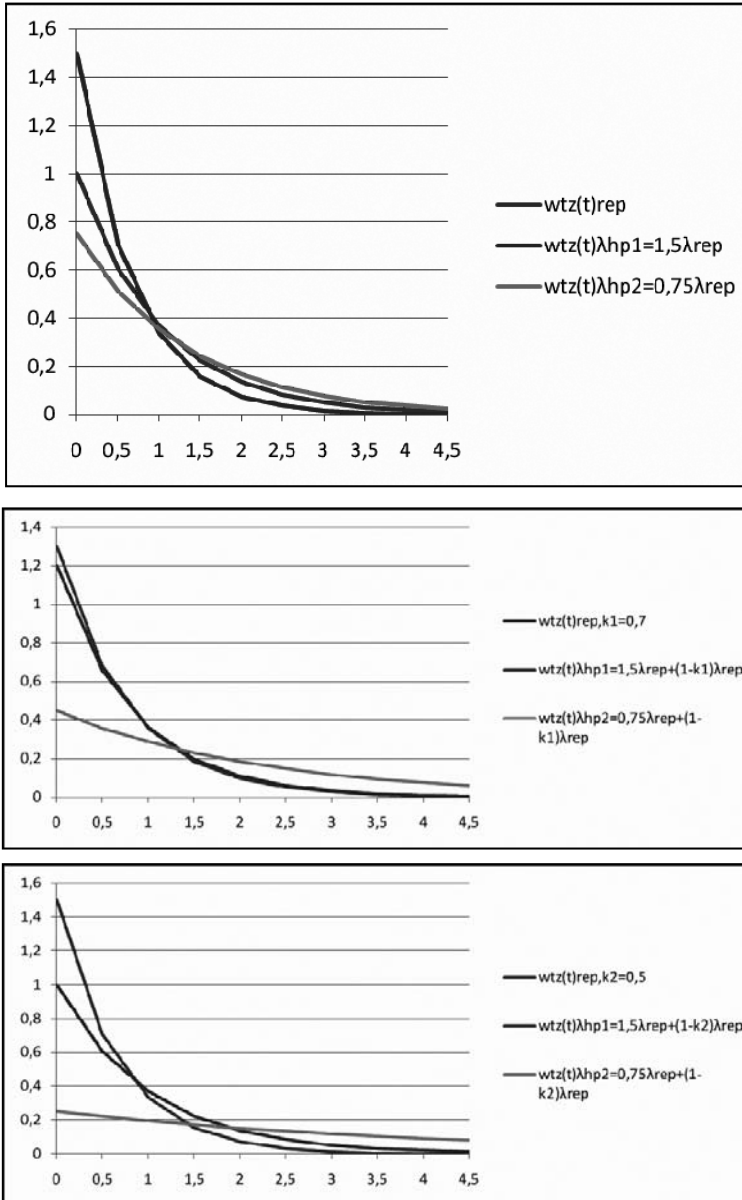 1,6
1,4
1,2
1
0,8
0,6
0,4
0,2
0
0 0,5 1 1,5 2 2,5 3 3,5 4 4,5
wtz(t)rep
wtz(t)λhp1=1,5λrep
wtz(t)λhp2=0,75λrep
1,4
1,2
1
0,8
0,6
0,4
0,2
0
0 0,5 1 1,5 2 2,5 3 3,5 4 4,5
wtz(t)rep,k1=0,7
wtz(t)λhp1=1,5λrep+(1-k1)λrep
wtz(t)λhp2=0,75λrep+(1-
k1)λrep
1,6
1,4
1,2
1
0,8
0,6
0,4
0,2
0
0 0,5 1 1,5 2 2,5 3 3,5 4 4,5
wtz(t)rep,k2=0,5
wtz(t)λhp1=1,5λrep+(1-k2)λrep
wtz(t)λhp2=0,75λrep+(1-
k2)λrep